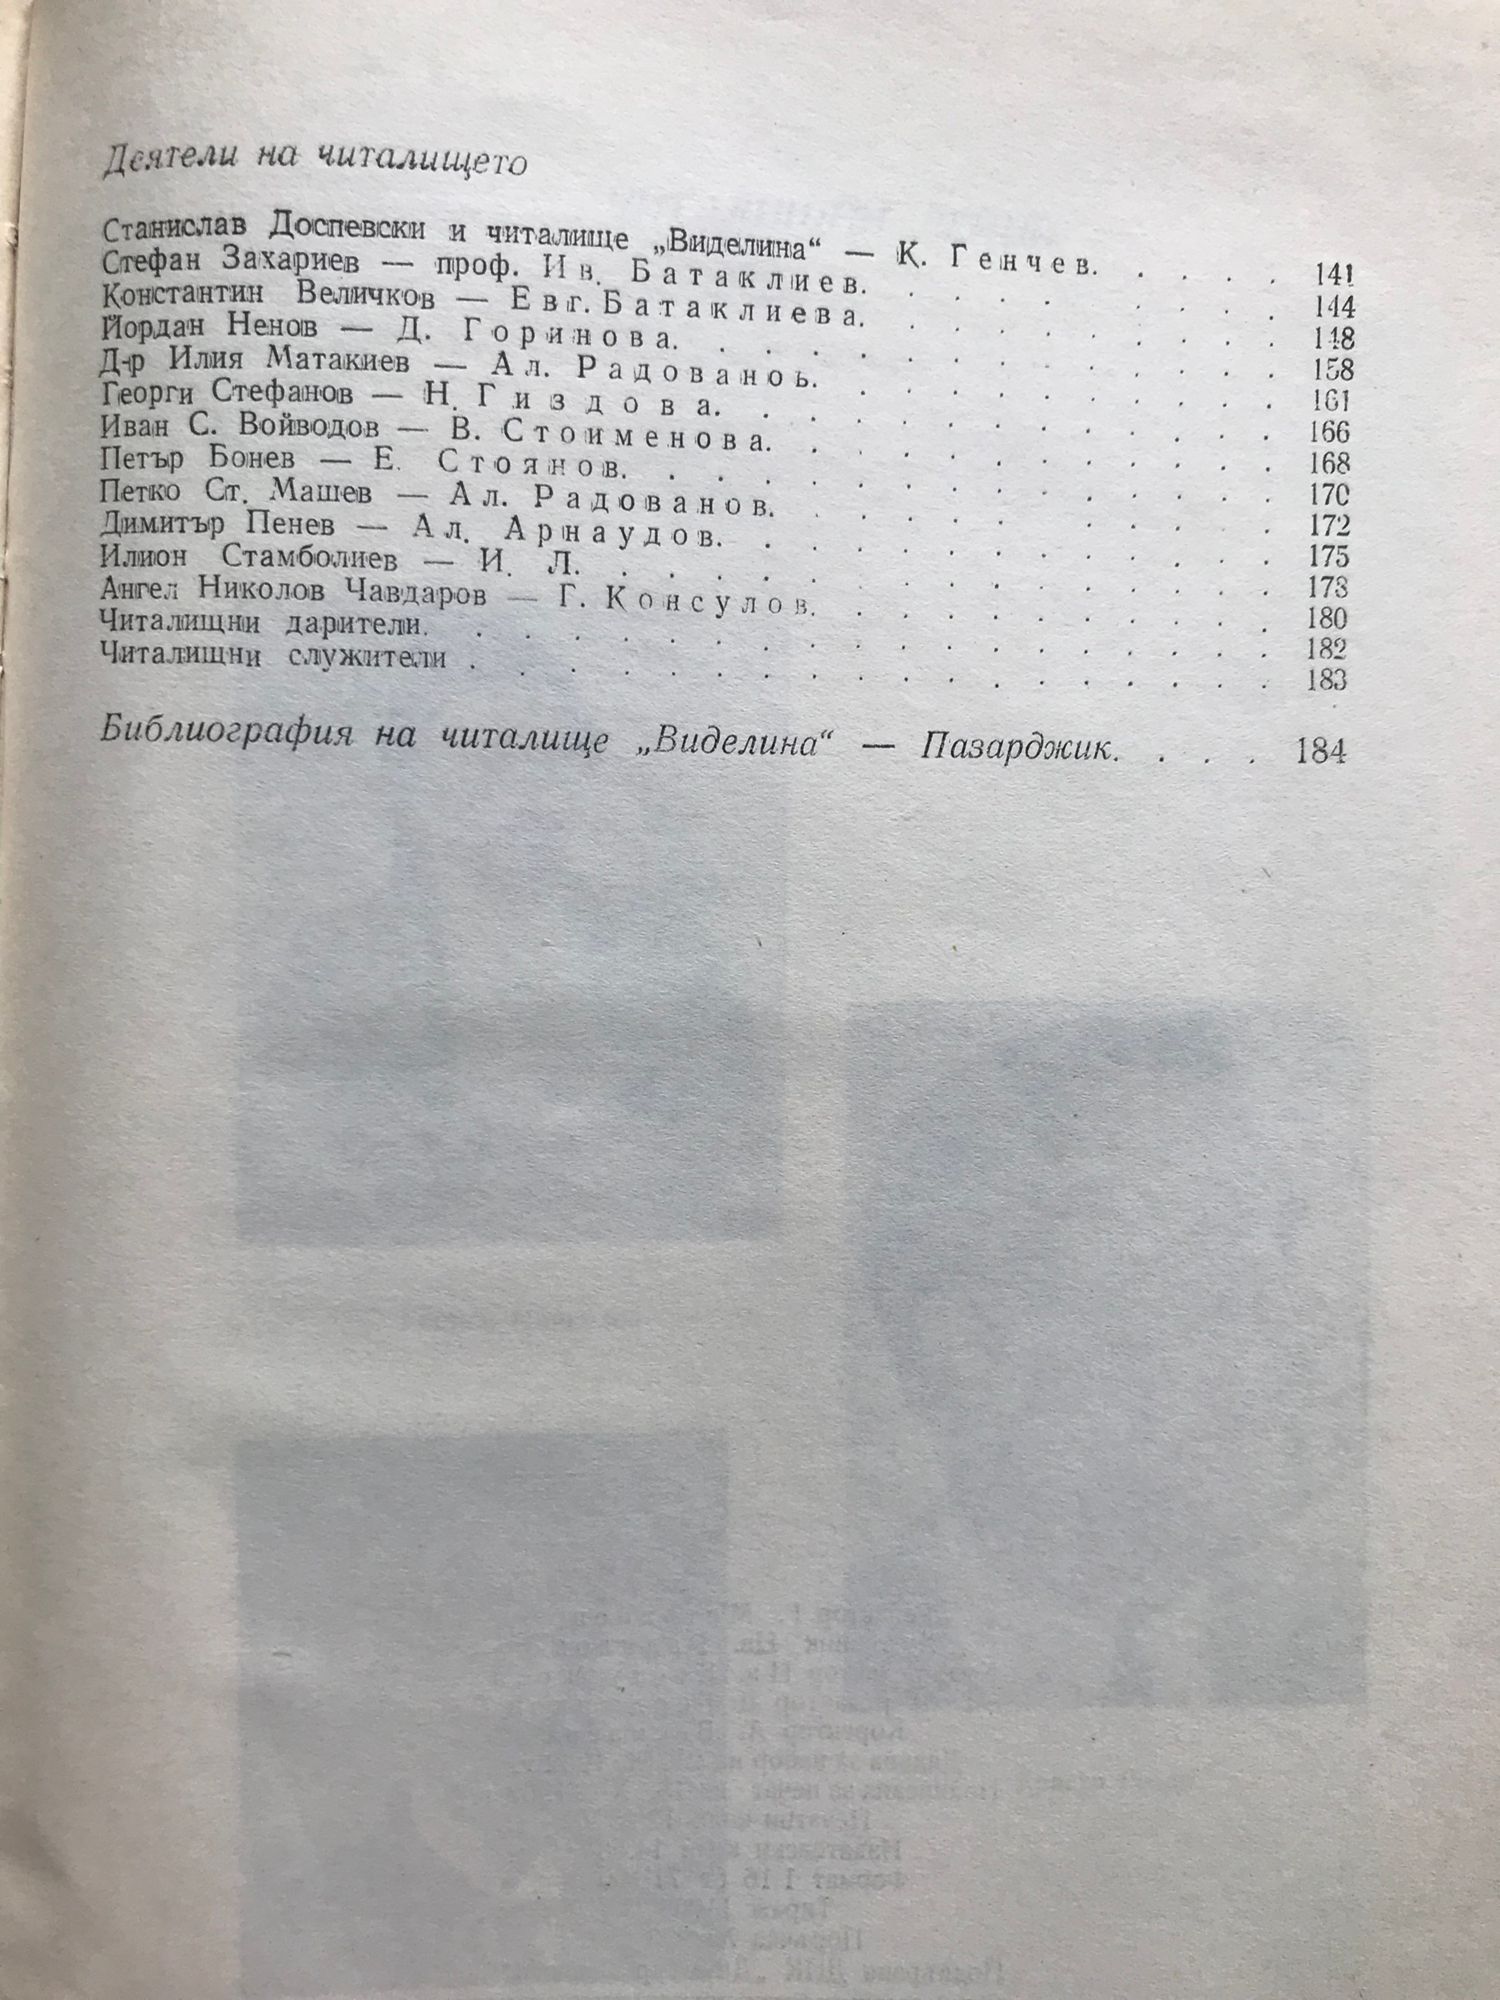 Деятели на читалището
Станислав Доспевски и читалище „Виделина“ — К. Генчев. . . . . 141
Стефан Захариев — проф. Ив. Батаклиев. . . . . . . . 144
Константин Величков — Евг. Батаклиева. . . . . . . . 148
Йордан Ненов — Д. Горинова. . . . . . . . . . . 158
Д-р Илия Матакиев — Ал. Радованоь. . . . . . . . . 161
Георги Стефанов — Н. Гиздова. . . . . . . . . . . 166
Иван С. Войводов — В. Стоименова. . . . . . . . . . 168
Петър Бонев — Е. Стоянов. . . . . . . . . . . . 170
Петко Ст. Машев — Ал. Радованов. . . . . . . . . . 172
Димитър Пенев — Ал. Арнаудов. . . . . . . . . . . 175
Илион Стамболиев — И. Л. . . . . . . . . . . . 178
Ангел Николов Чавдаров — Г. Консулов. . . . . . . . . 180
Читалищни дарители. . . . . . . . . . . . . . 182
Читалищни служители . . . . . . . . . . . . . 183
Библиография на читалище „Виделина“ — Пазарджик. . . . . 184